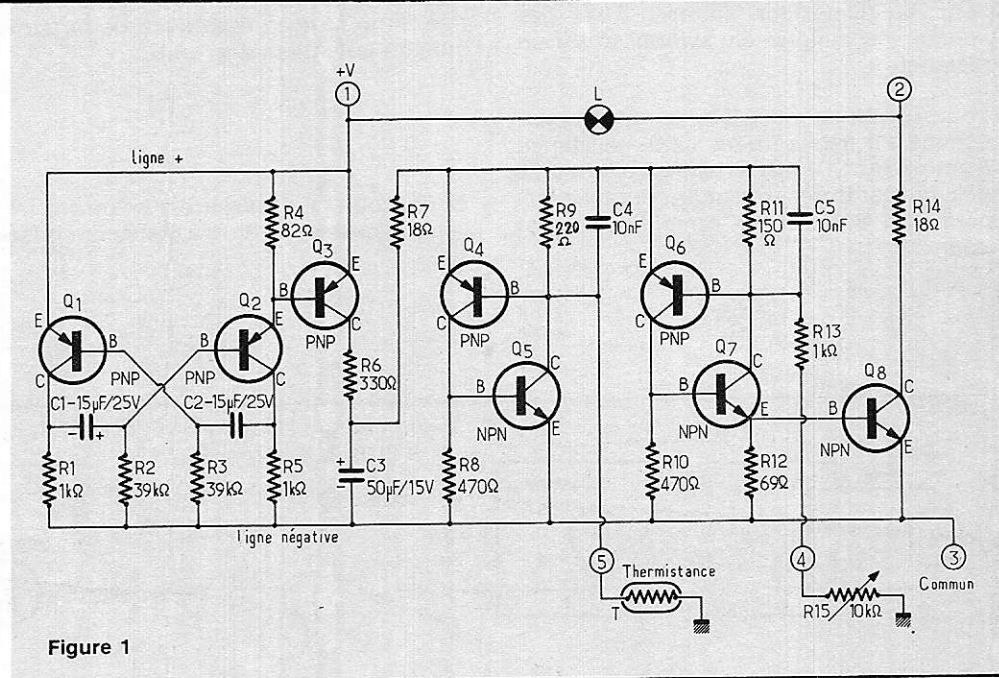 +V
1
L
2
ligne +
R4
82Ω
Q3
E
B
C
PNP
R7
18Ω
Q4
E
B
C
PNP
R9
220
Ω
C4
10nF
Q6
E
B
C
PNP
R11
150
Ω
C5
10nF
R14
18Ω
Q1
E
B
C
PNP
Q2
B
E
C
PNP
C1-15µF/25V
- +
C2-15µF/25V
R6
330Ω
Q5
B
C
E
NPN
Q7
B
C
E
NPN
R13
1kΩ
Q8
B
C
E
NPN
R1
1kΩ
R2
39kΩ
R3
39kΩ
R5
1kΩ
+
-
C3
50µF/15V
R8
470Ω
R10
470Ω
R12
69Ω
ligne négative
5
Thermistance
T
4
R15
10kΩ
3
Commun
Figure 1